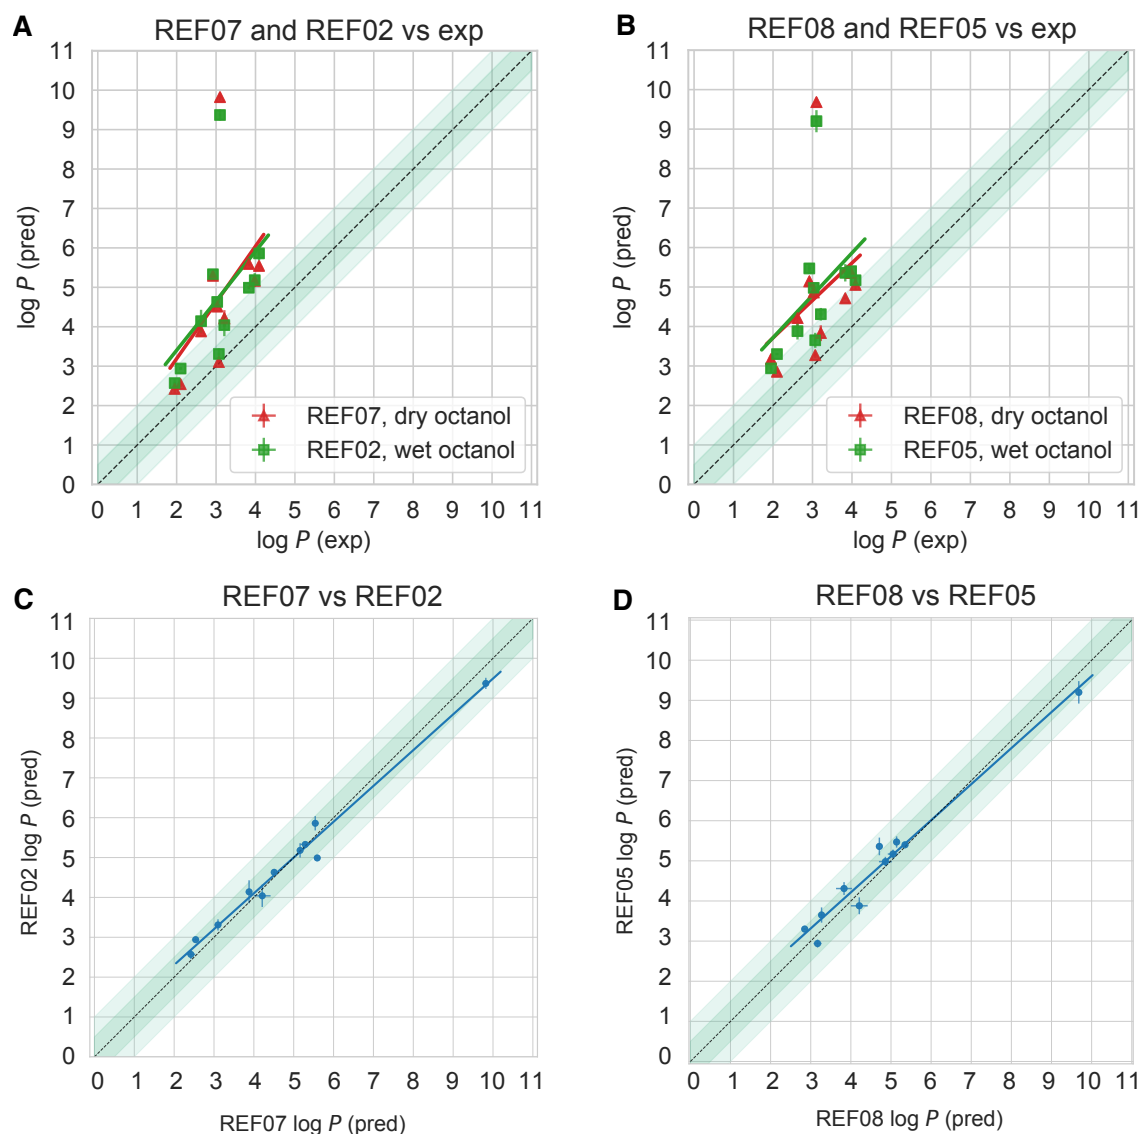 A
REF07 and REF02 vs exp
11
10
9
8
7
6
5
4
3
2
1
0
log P (pred)
REF07, dry octanol
REF02, wet octanol
0 1 2 3 4 5 6 7 8 9 10 11
log P (exp)
B
REF08 and REF05 vs exp
11
10
9
8
7
6
5
4
3
2
1
0
log P (pred)
REF08, dry octanol
REF05, wet octanol
0 1 2 3 4 5 6 7 8 9 10 11
log P (exp)
C
REF07 vs REF02
11
10
9
8
7
6
5
4
3
2
1
0
REF02 log P (pred)
0 1 2 3 4 5 6 7 8 9 10 11
REF07 log P (pred)
D
REF08 vs REF05
11
10
9
8
7
6
5
4
3
2
1
0
REF05 log P (pred)
0 1 2 3 4 5 6 7 8 9 10 11
REF08 log P (pred)